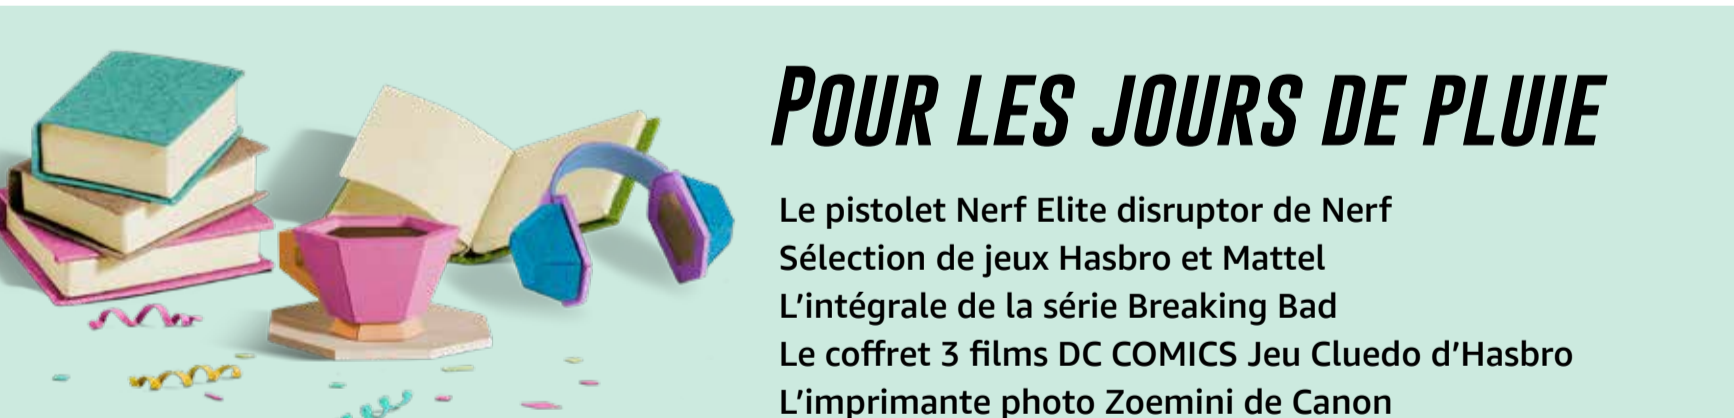 Pour les jours de pluie
Le pistolet Nerf Elite disruptor de Nerf
Sélection de jeux Hasbro et Mattel
L’intégrale de la série Breaking Bad
Le coffret 3 films DC COMICS Jeu Cluedo d’Hasbro
L’imprimante photo Zoemini de Canon